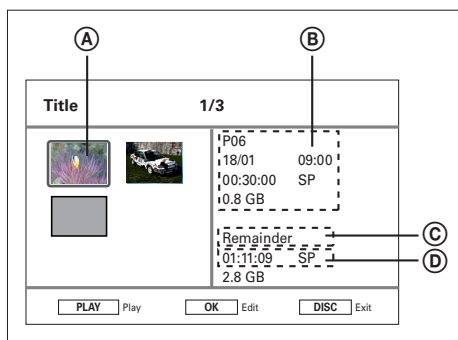 A B
Title 1/3
P06
18/01 09:00
00:30:00 SP
0.8 GB
Remainder C
01:11:09 SP D
2.8 GB
PLAY Play OK Edit DISC Exit